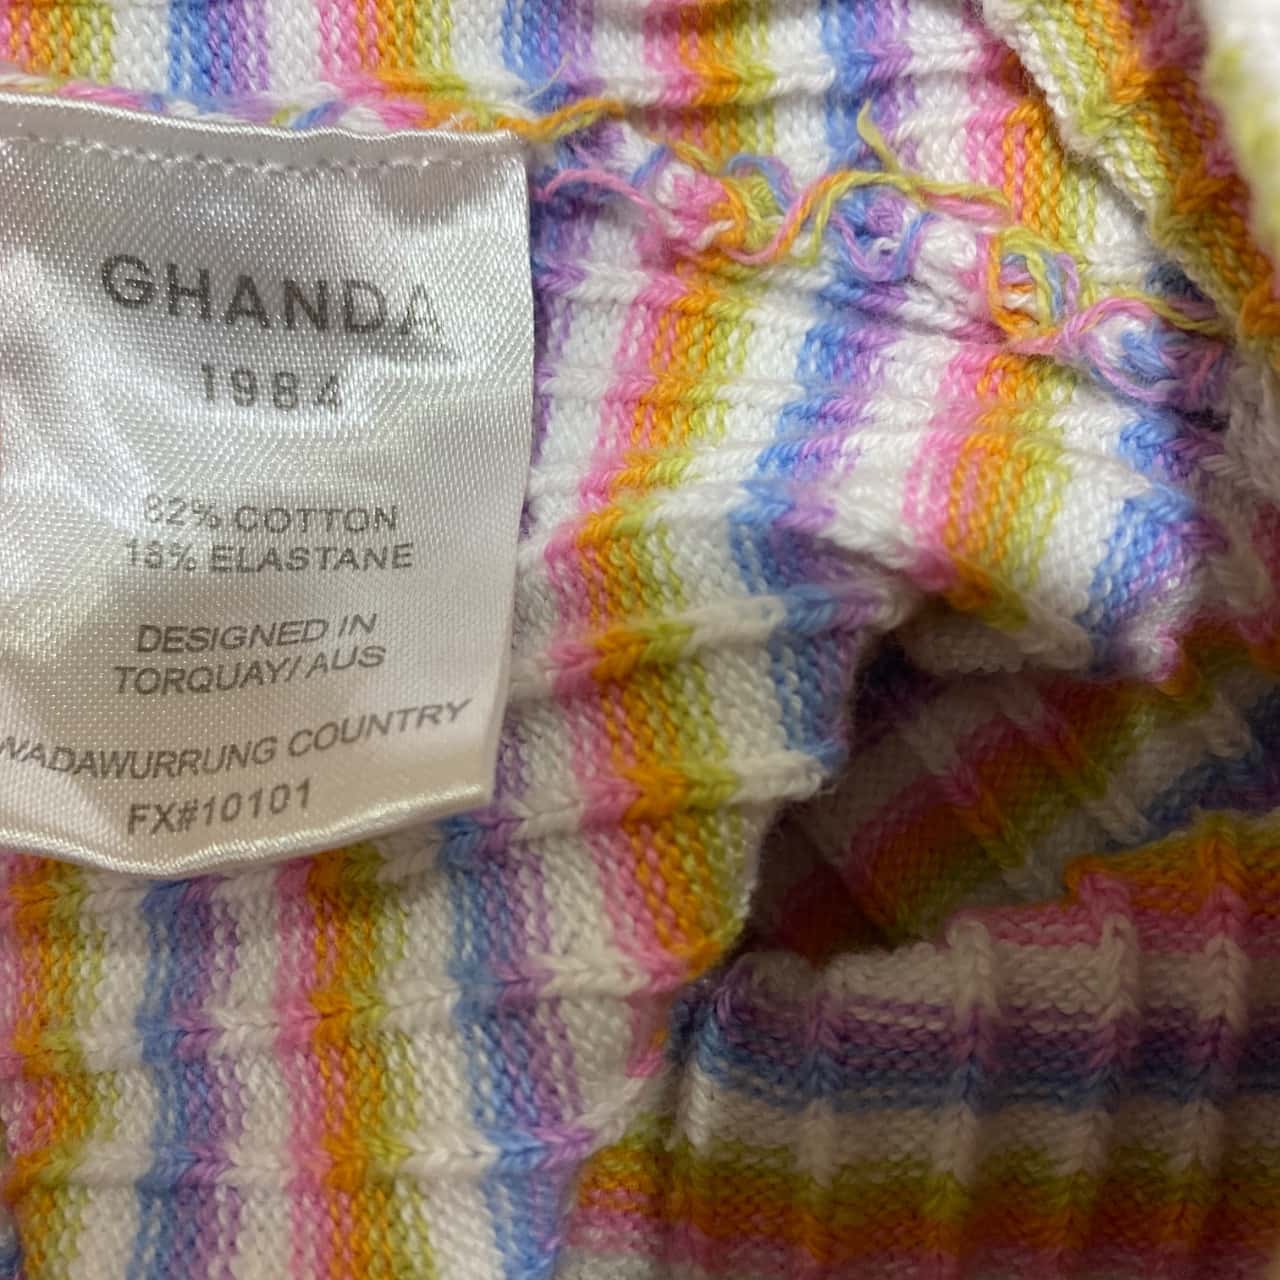 GHANDA
1984
82% COTTON
18% ELASTANE
DESIGNED IN
TORQUAY/ AUS
WADAWURRUNG COUNTRY
FX#10101